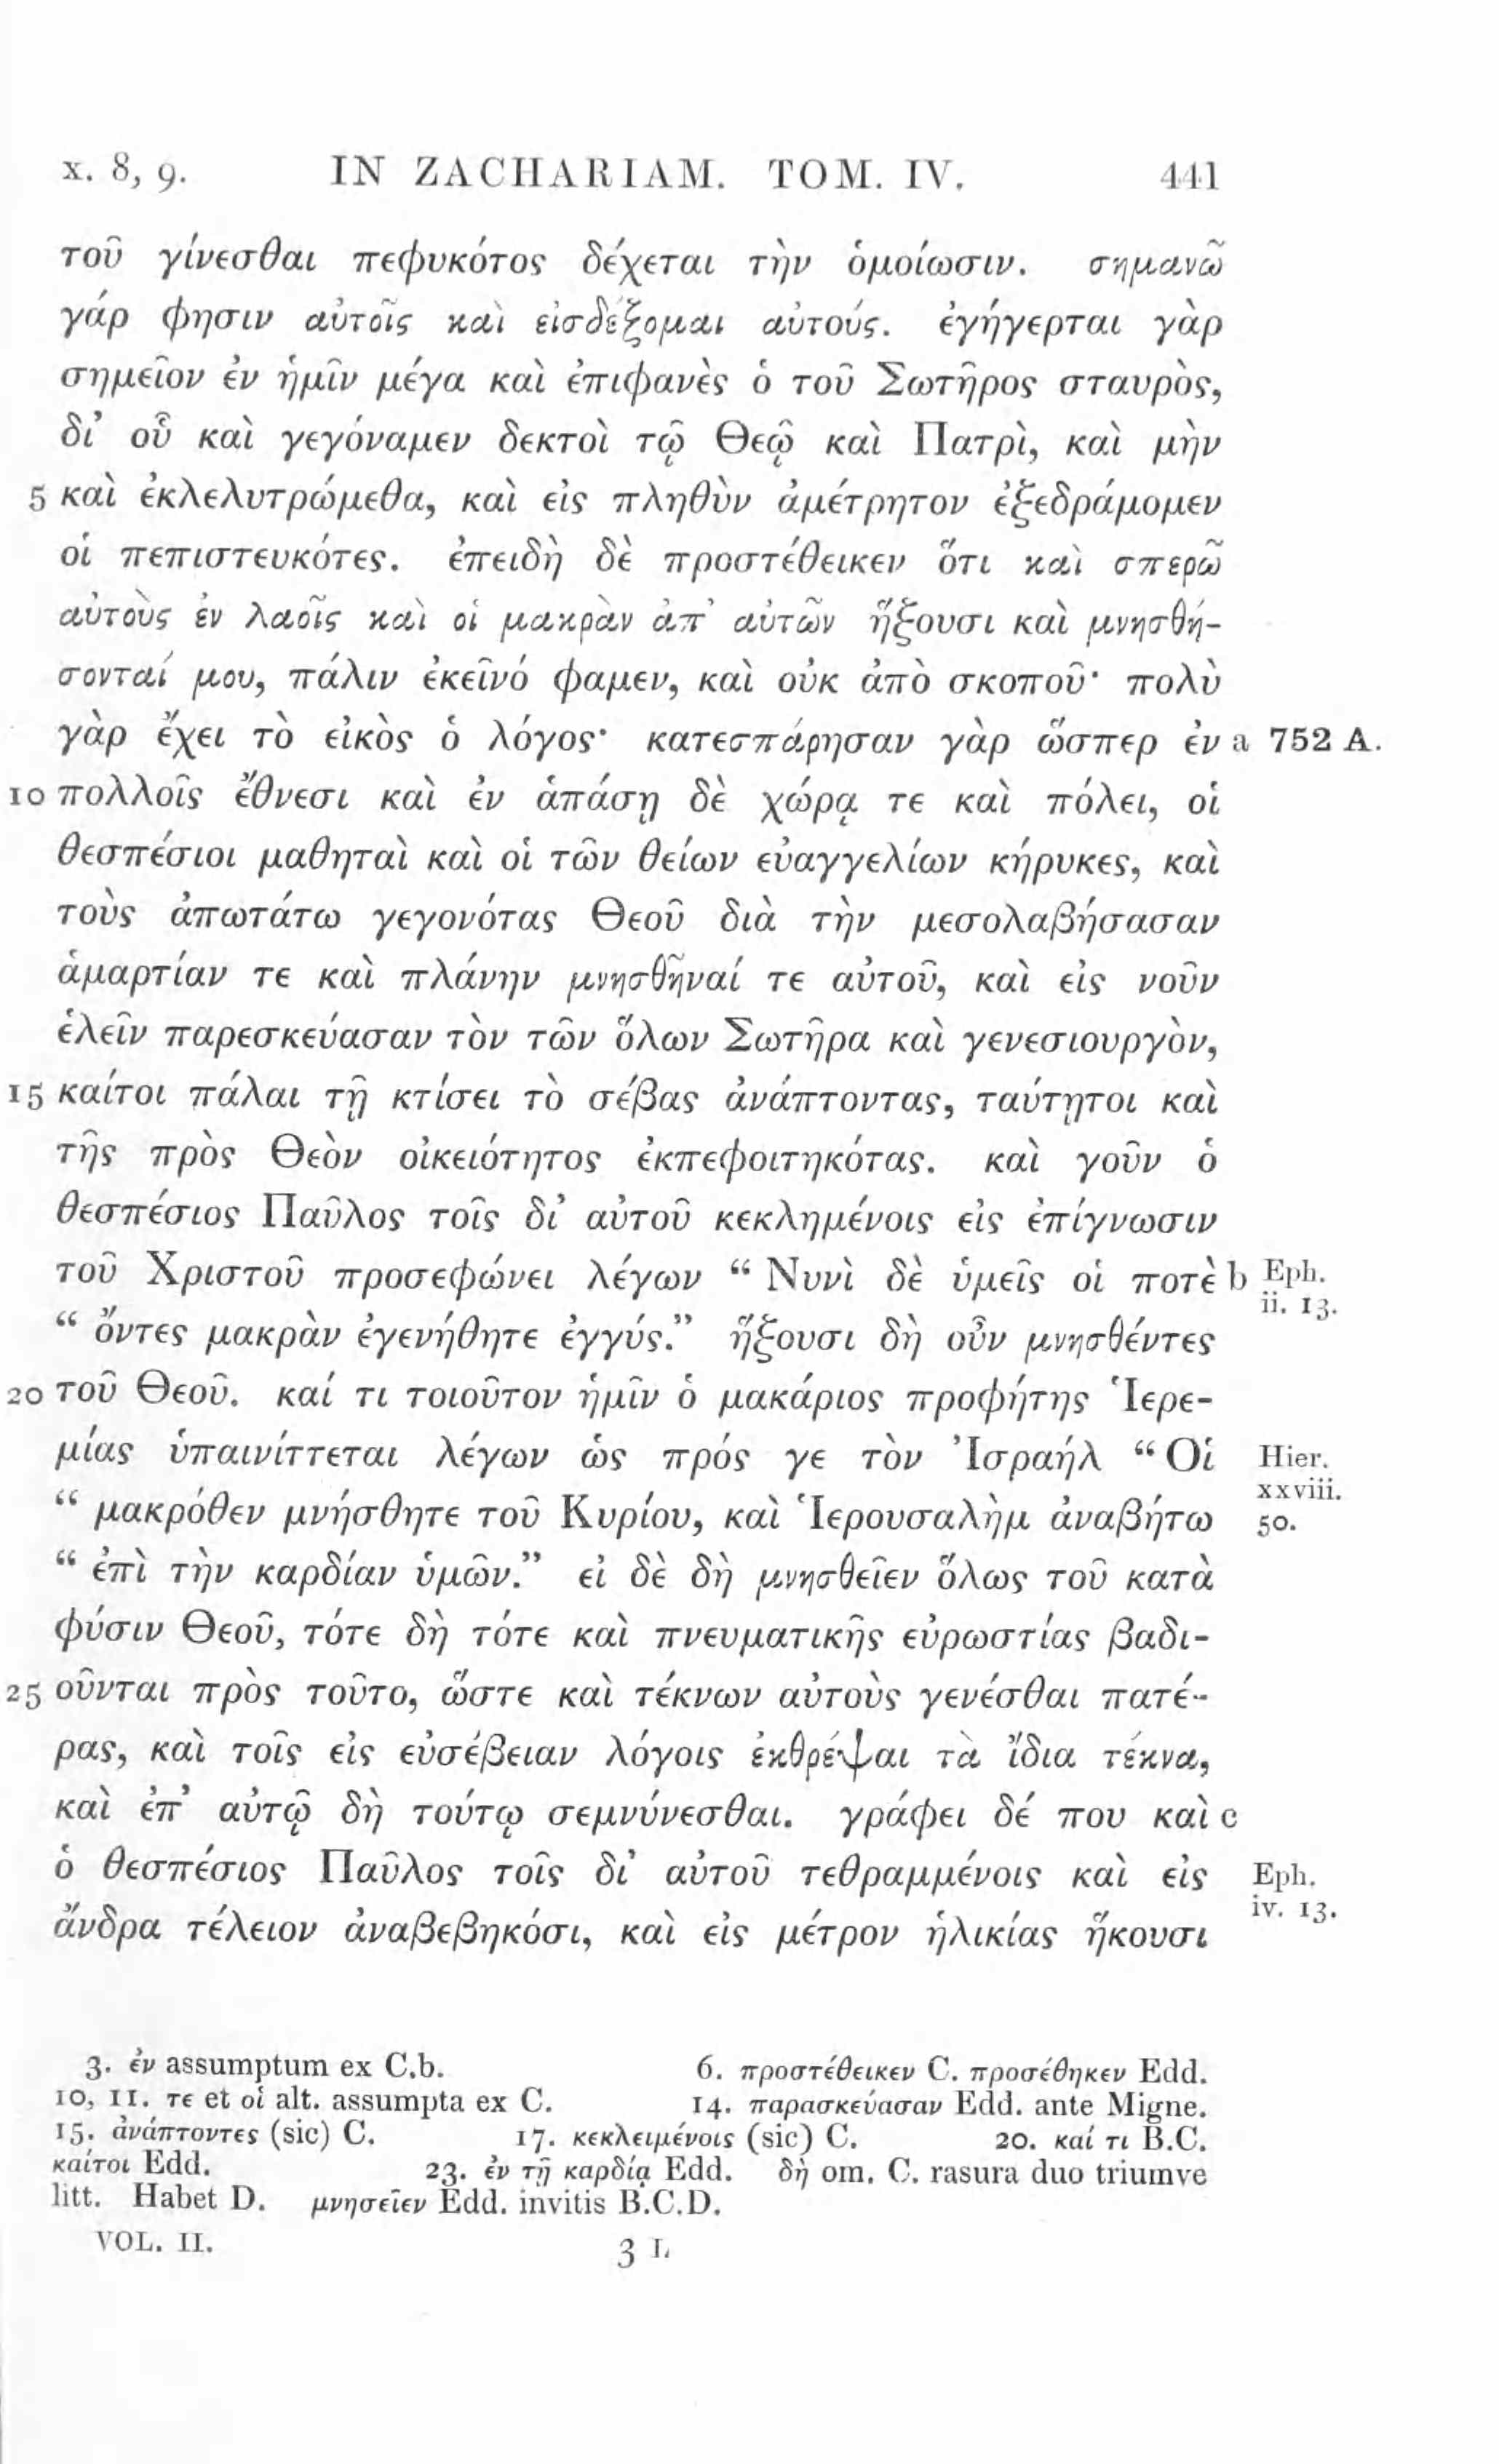 x. 8, 9. IN ZACHARIAM. TOM. IV. 441
τοῦ γίνεσθαι πεφυκότος δέχεται τὴν ὁμοίωσιν. σημανῶ
γάρ φησιν αὐτοῖς καὶ εἰσδέξομαι αὐτούς. ἐγήγερται γὰρ
σημεῖον ἐν ἡμῖν μέγα καὶ ἐπιφανὲς ὁ τοῦ Σωτῆρος σταυρὸς,
δι’ οὗ καὶ γεγόναμεν δεκτοὶ τῷ Θεῷ καὶ Πατρὶ, καὶ μὴν
5 καὶ ἐκλελυτρώμεθα, καὶ εἰς πληθὺν ἀμέτρητον ἐξεδράμομεν
οἱ πεπιστευκότες. ἐπειδὴ δὲ προστέθεικεν ὅτι καὶ σπερῶ
αὐτοὺς ἐν λαοῖς καὶ οἱ μακρὰν ἀπ’ αὐτῶν ἥξουσι καὶ μνησθή-
σονταί μου, πάλιν ἐκεῖνό φαμεν, καὶ οὐκ ἀπὸ σκοποῦ· πολὺ
γὰρ ἔχει τὸ εἰκὸς ὁ λόγος· κατεσπάρησαν γὰρ ὥσπερ ἐν a 752 A.
10 πολλοῖς ἔθνεσι καὶ ἐν ἁπάσῃ δὲ χώρᾳ τε καὶ πόλει, οἱ
θεσπέσιοι μαθηταὶ καὶ οἱ τῶν θείων εὐαγγελίων κήρυκες, καὶ
τοὺς ἀπωτάτω γεγονότας Θεοῦ διὰ τὴν μεσολαβήσασαν
ἁμαρτίαν τε καὶ πλάνην μνησθῆναί τε αὐτοῦ, καὶ εἰς νοῦν
ἑλεῖν παρεσκεύασαν τὸν τῶν ὅλων Σωτῆρα καὶ γενεσιουργὸν,
15 καίτοι πάλαι τῇ κτίσει τὸ σέβας ἀνάπτοντας, ταύτῃτοι καὶ
τῆς πρὸς Θεὸν οἰκειότητος ἐκπεφοιτηκότας. καὶ γοῦν ὁ
θεσπέσιος Παῦλος τοῖς δι’ αὐτοῦ κεκλημένοις εἰς ἐπίγνωσιν
τοῦ Χριστοῦ προσεφώνει λέγων “ Νυνὶ δὲ ὑμεῖς οἱ ποτὲ b Eph. ii. 13.
“ ὄντες μακρὰν ἐγενήθητε ἐγγύς.” ἥξουσι δὴ οὖν μνησθέντες
20 τοῦ Θεοῦ. καί τι τοιοῦτον ἡμῖν ὁ μακάριος προφήτης Ἱερε-
μίας ὑπαινίττεται λέγων ὡς πρός γε τὸν Ἰσραήλ “ Οἱ Hier. xxviii. 50.
“ μακρόθεν μνήσθητε τοῦ Κυρίου, καὶ Ἱερουσαλὴμ ἀναβήτω
“ ἐπὶ τὴν καρδίαν ὑμῶν.” εἰ δὲ δὴ μνησθεῖεν ὅλως τοῦ κατὰ
φύσιν Θεοῦ, τότε δὴ τότε καὶ πνευματικῆς εὐρωστίας βαδι-
25 οῦνται πρὸς τοῦτο, ὥστε καὶ τέκνων αὐτοὺς γενέσθαι πατέ-
ρας, καὶ τοῖς εἰς εὐσέβειαν λόγοις ἐκθρέψαι τὰ ἴδια τέκνα,
καὶ ἐπ’ αὐτῷ δὴ τούτῳ σεμνύνεσθαι. γράφει δέ που καὶ c
ὁ θεσπέσιος Παῦλος τοῖς δι’ αὐτοῦ τεθραμμένοις καὶ εἰς Eph. iv. 13.
ἄνδρα τέλειον ἀναβεβηκόσι, καὶ εἰς μέτρον ἡλικίας ἥκουσι
3. ἐν assumptum ex C.b. 6. προστέθεικεν C. προσέθηκεν Edd.
10, 11. τε et οἱ alt. assumpta ex C. 14. παρασκεύασαν Edd. ante Migne.
15. ἀνάπτοντες (sic) C. 17. κεκλειμένοις (sic) C. 20. καί τι B.C.
καίτοι Edd. 23. ἐν τῇ καρδίᾳ Edd. δὴ om. C. rasura duo triumve
litt. Habet D. μνησεῖεν Edd. invitis B.C.D.
VOL. II. 3 L